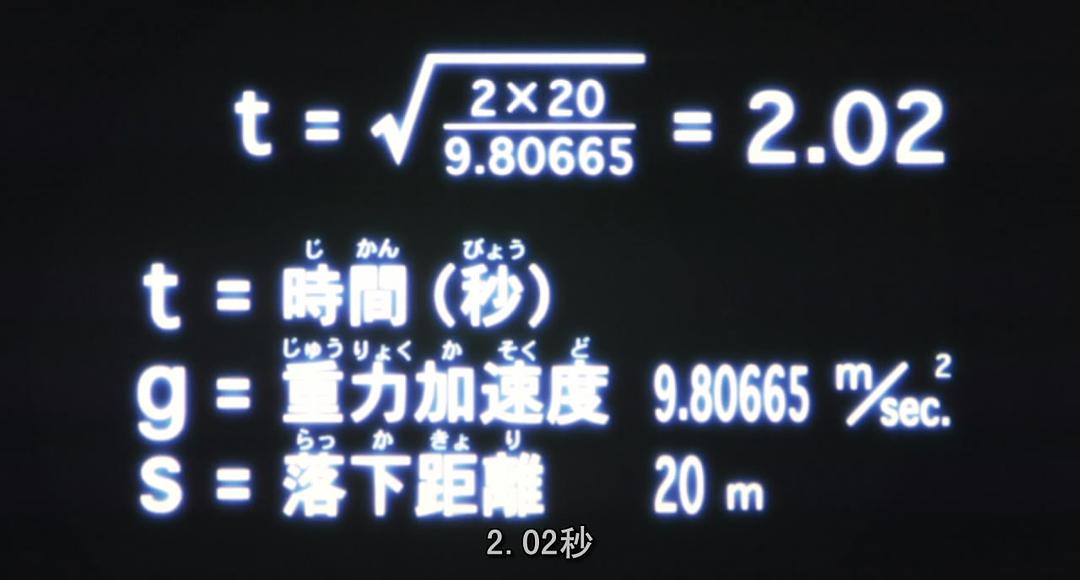 t = √(2×20/9.80665) = 2.02
じ かん びょう
t = 時間(秒)
じゅうりょく か そく ど
g = 重力加速度 9.80665 m/sec.²
らっ か きょ り
s = 落下距離 20 m
2.02秒